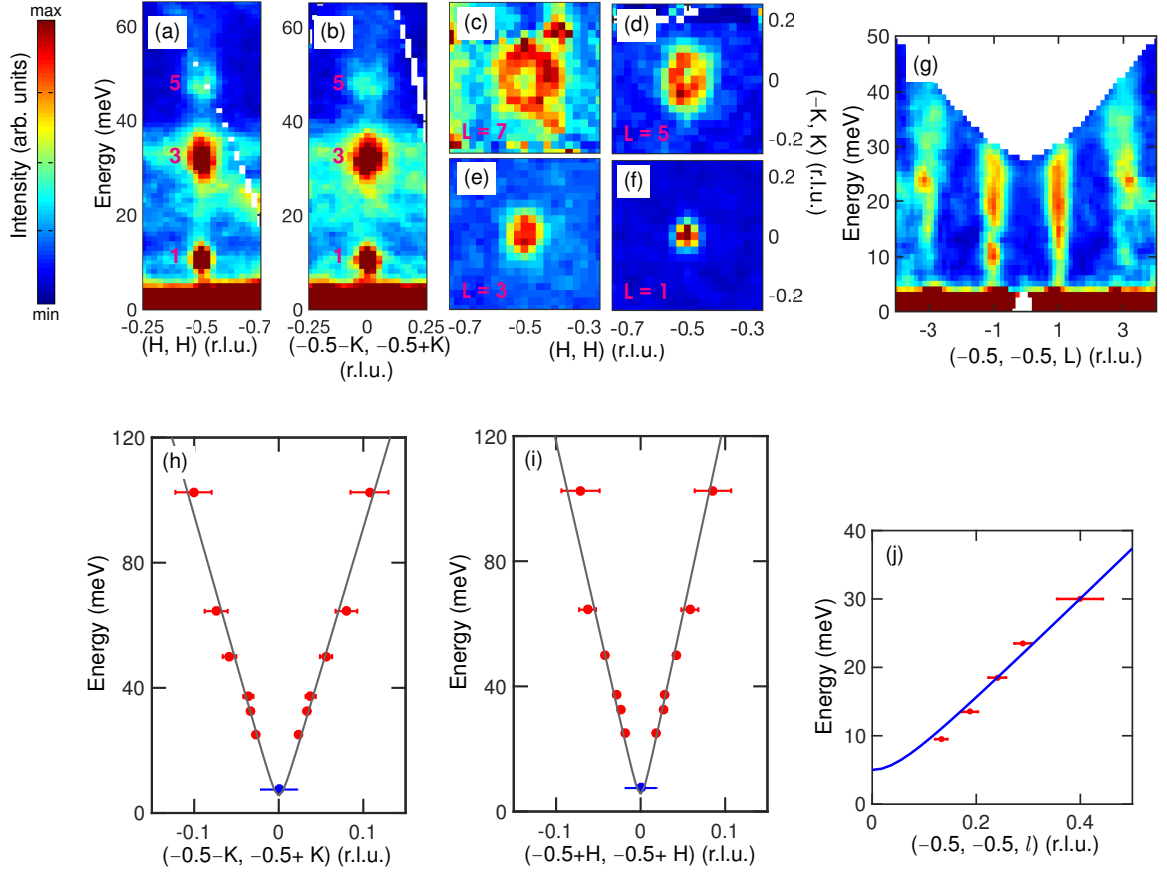 max
Intensity (arb. units)
min
Energy (meV)
60
40
20
0
(a)
5
3
1
-0.25 -0.5 -0.7
(H, H) (r.l.u.)
(b)
5
3
1
-0.25 0 0.25
(-0.5-K, -0.5+K)
(r.l.u.)
(c)
L = 7
(d)
L = 5
(e)
L = 3
(f)
L = 1
0.2
0
-0.2
0.2
0
-0.2
(-K, K) (r.l.u.)
-0.3 -0.5 -0.7 -0.3 -0.5 -0.7
(H, H) (r.l.u.)
(g)
Energy (meV)
50
40
30
20
10
0
-3 -1 1 3
(-0.5, -0.5, L) (r.l.u.)
(h)
Energy (meV)
120
80
40
0
-0.1 0 0.1
(-0.5-K, -0.5+ K) (r.l.u.)
(i)
Energy (meV)
120
80
40
0
-0.1 0 0.1
(-0.5+H, -0.5+ H) (r.l.u.)
(j)
Energy (meV)
40
30
20
10
0
0 0.2 0.4
(-0.5, -0.5, l) (r.l.u.)